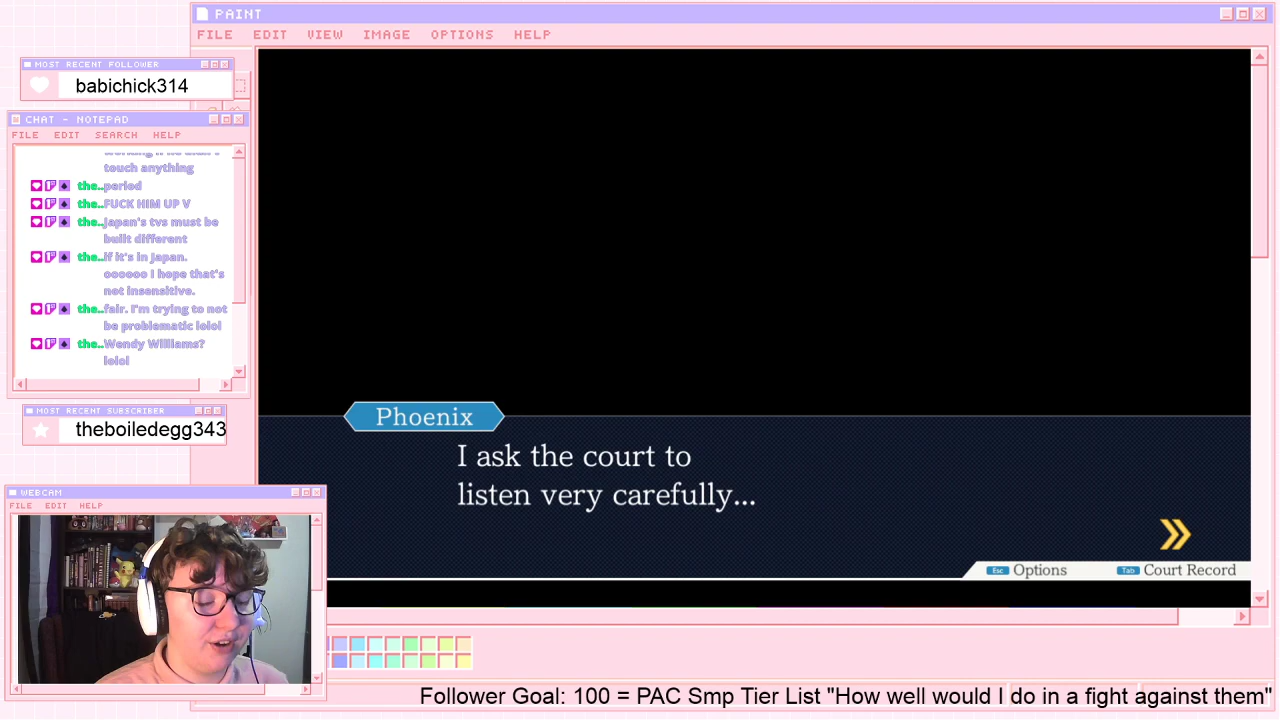 PAINT
FILE EDIT VIEW IMAGE OPTIONS HELP
MOST RECENT FOLLOWER
babichick314
CHAT - NOTEPAD
FILE EDIT SEARCH HELP
touch anything
the..period
the..FUCK HIM UP V
the..Japan's tvs must be
built different
the..if it's in Japan.
oooooo I hope that's
not insensitive.
the..fair. I'm trying to not
be problematic lolol
the..Wendy Williams?
lolol
MOST RECENT SUBSCRIBER
theboiledegg343
WEBCAM
FILE EDIT HELP
Phoenix
I ask the court to
listen very carefully...
Esc Options Tab Court Record
Follower Goal: 100 = PAC Smp Tier List "How well would I do in a fight against them"